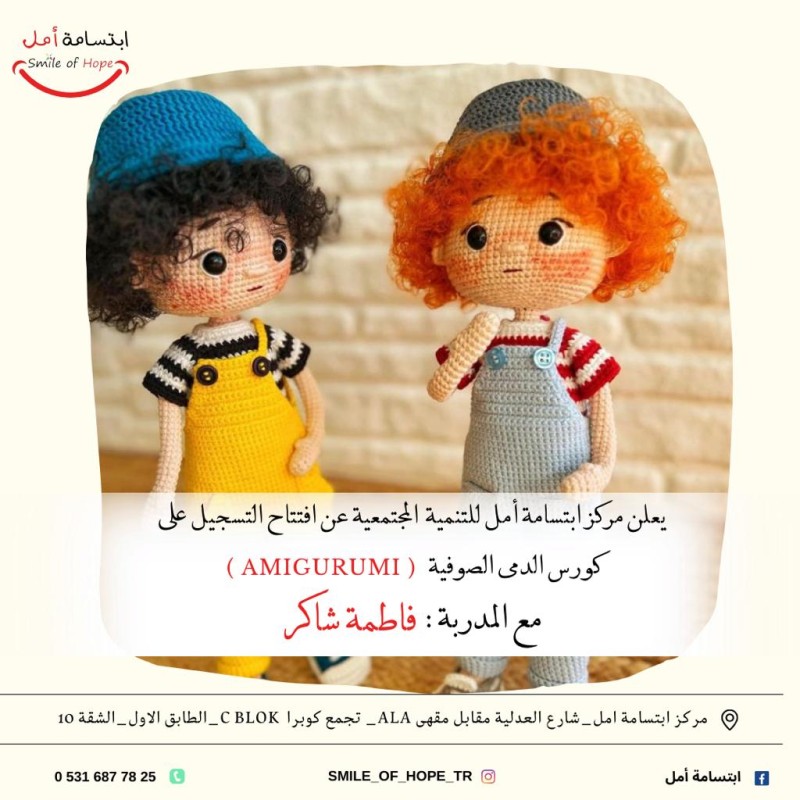 ابتسامة أمل
Smile of Hope
يعلن مركز ابتسامة أمل للتنمية المجتمعية عن افتتاح التسجيل على
كورس الدمى الصوفية ( AMIGURUMI )
مع المدربة : فاطمة شاكر
مركز ابتسامة امل_شارع العدلية مقابل مقهى ALA_ تجمع كوبرا C BLOK_الطابق الاول_الشقة 10
ابتسامة أمل
SMILE_OF_HOPE_TR
0 531 687 78 25